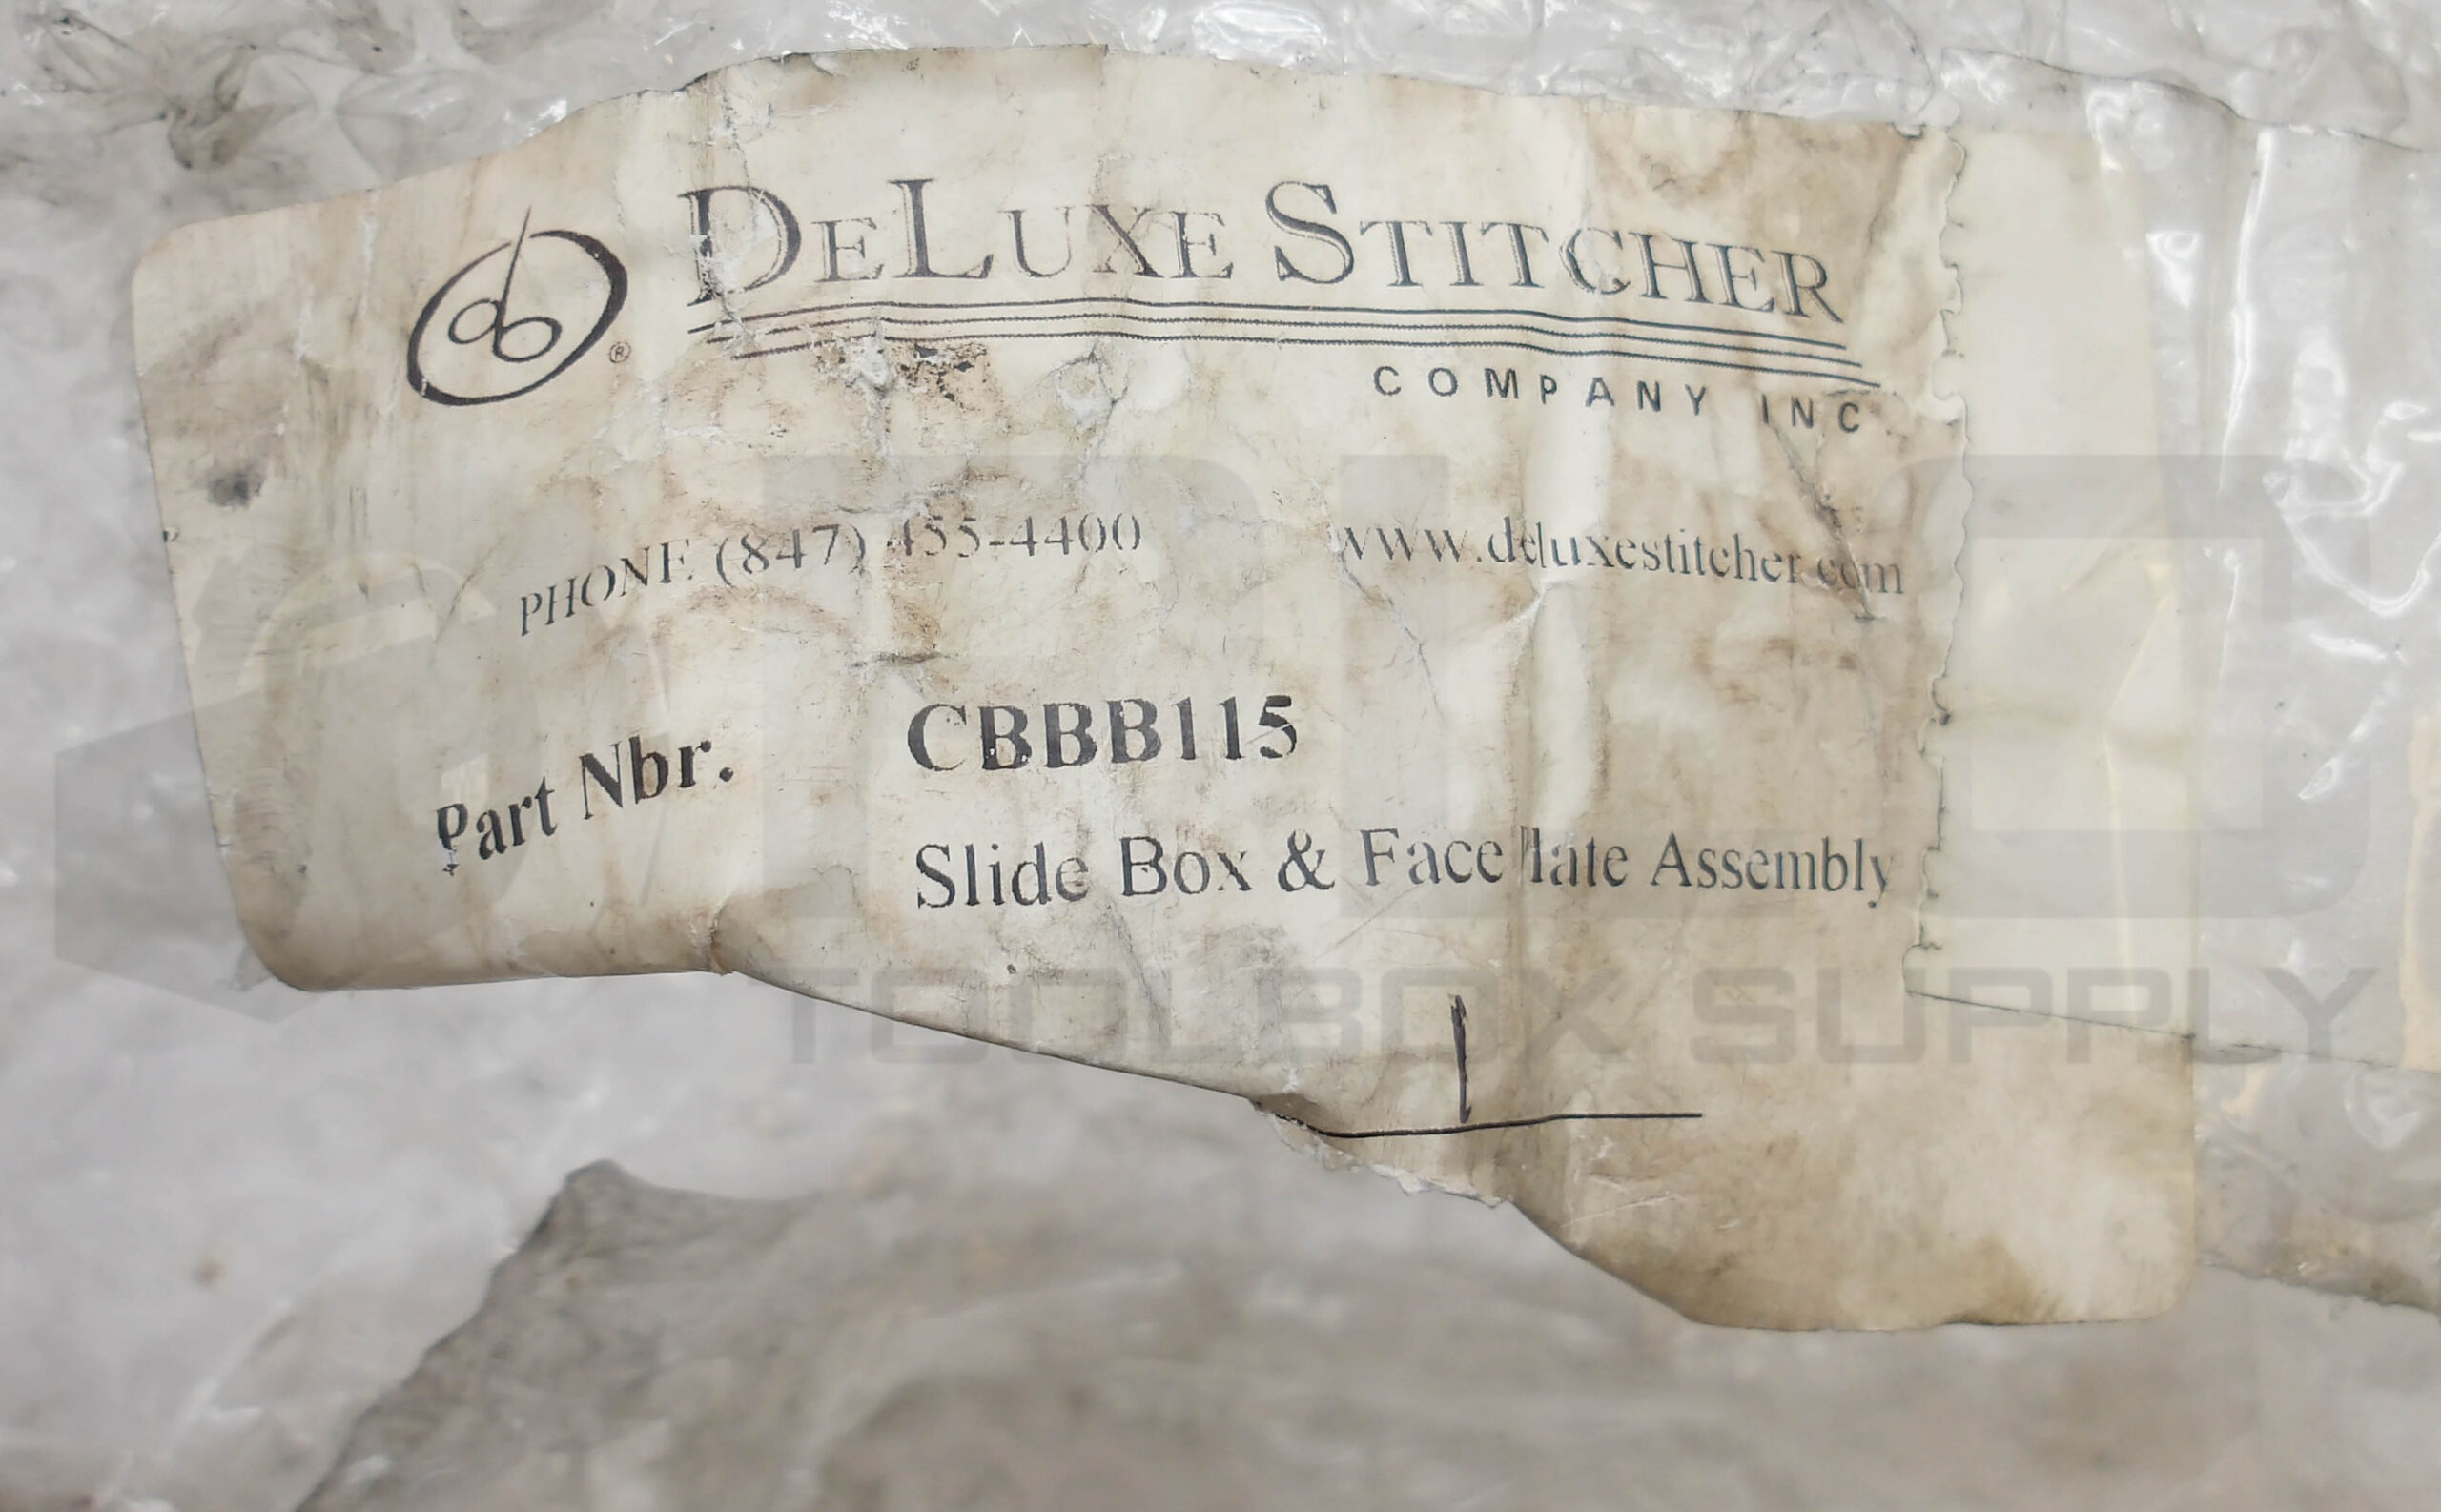 DELUXE STITCHER
COMPANY INC.
PHONE (847) 455-4400 www.deluxestitcher.com
Part Nbr. CBBB115
Slide Box & Face Plate Assembly
1
TOOLBOX SUPPLY